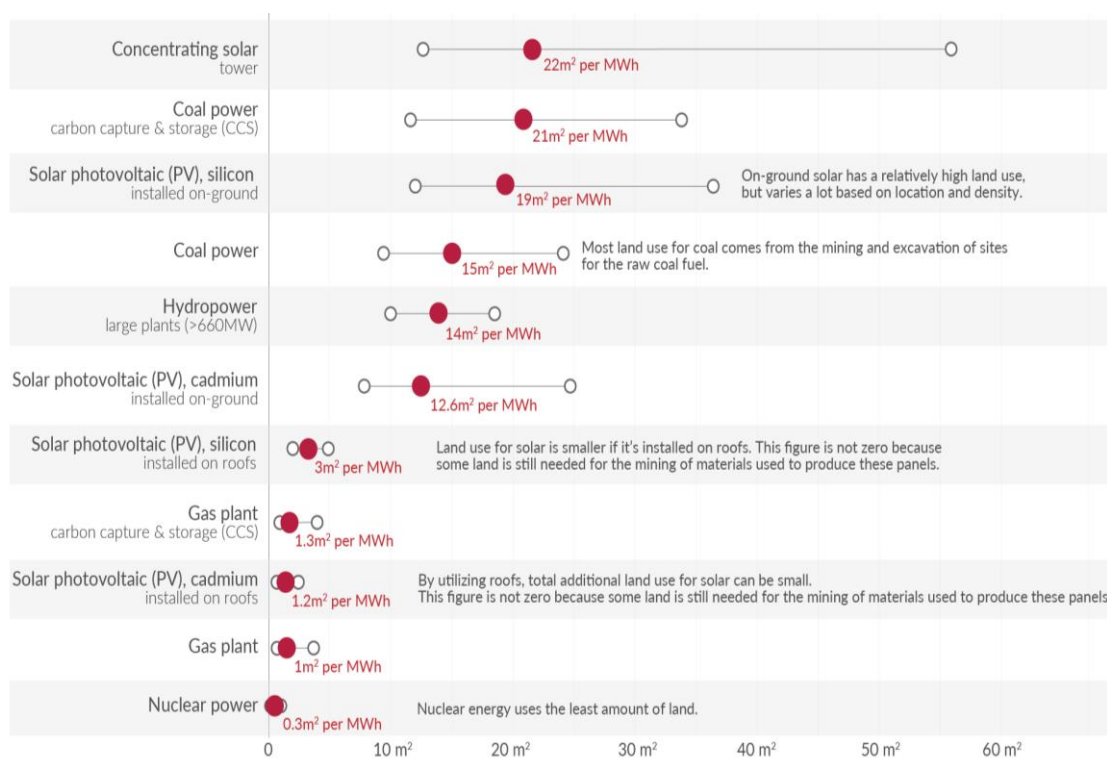 Concentrating solar
tower
22m² per MWh
Coal power
carbon capture & storage (CCS)
21m² per MWh
Solar photovoltaic (PV), silicon
installed on-ground
19m² per MWh
On-ground solar has a relatively high land use,
but varies a lot based on location and density.
Coal power
15m² per MWh
Most land use for coal comes from the mining and excavation of sites
for the raw coal fuel.
Hydropower
large plants (>660MW)
14m² per MWh
Solar photovoltaic (PV), cadmium
installed on-ground
12.6m² per MWh
Solar photovoltaic (PV), silicon
installed on roofs
3m² per MWh
Land use for solar is smaller if it's installed on roofs. This figure is not zero because
some land is still needed for the mining of materials used to produce these panels.
Gas plant
carbon capture & storage (CCS)
1.3m² per MWh
Solar photovoltaic (PV), cadmium
installed on roofs
1.2m² per MWh
By utilizing roofs, total additional land use for solar can be small.
This figure is not zero because some land is still needed for the mining of materials used to produce these panels
Gas plant
1m² per MWh
Nuclear power
0.3m² per MWh
Nuclear energy uses the least amount of land.
0 10 m² 20 m² 30 m² 40 m² 50 m² 60 m²